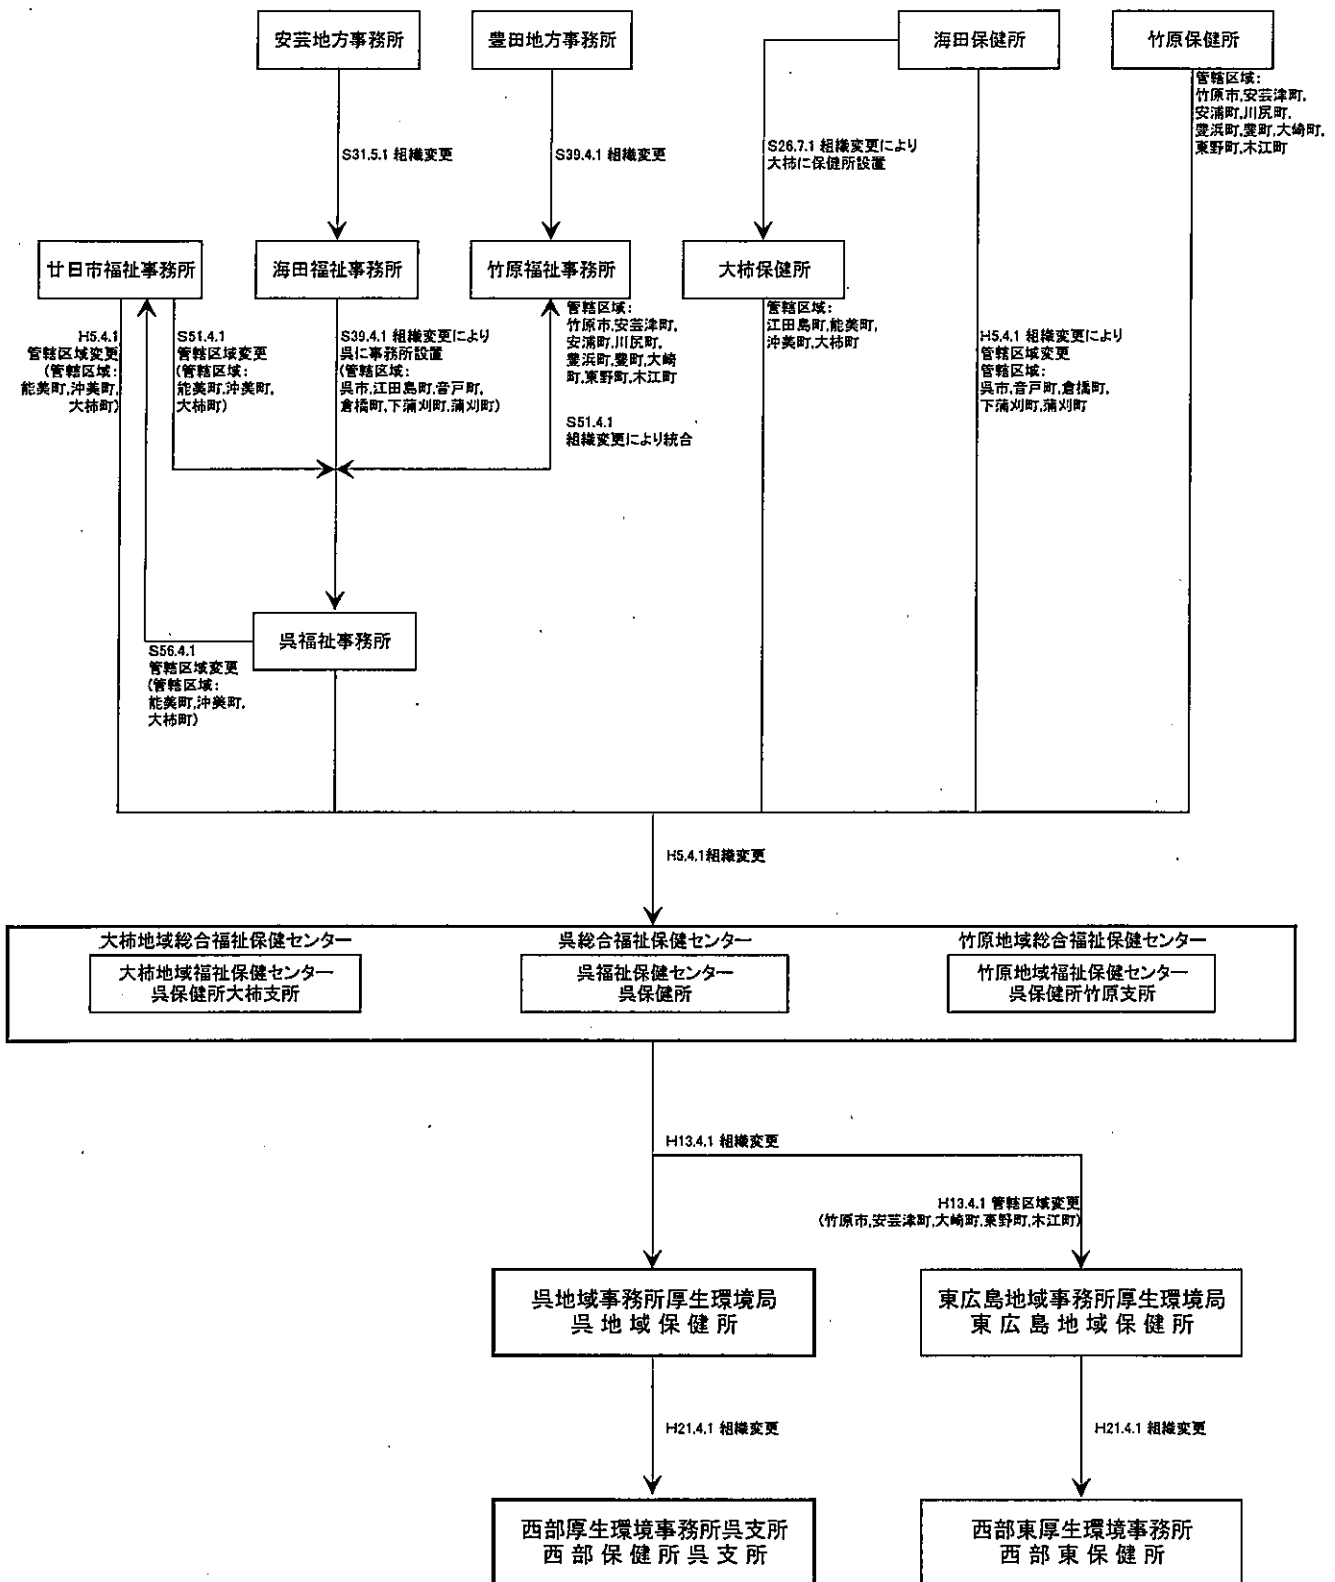 安芸地方事務所
豊田地方事務所
海田保健所
竹原保健所
管轄区域:
竹原市,安芸津町,
安浦町,川尻町,
豊浜町,豊町,大崎町,
東野町,木江町
S31.5.1 組織変更
S39.4.1 組織変更
S26.7.1 組織変更により
大柿に保健所設置
廿日市福祉事務所
海田福祉事務所
竹原福祉事務所
大柿保健所
H5.4.1
管轄区域変更
(管轄区域:
能美町,沖美町,
大柿町)
S51.4.1
管轄区域変更
(管轄区域:
能美町,沖美町,
大柿町)
S39.4.1 組織変更により
呉に事務所設置
(管轄区域:
呉市,江田島町,音戸町,
倉橋町,下蒲刈町,蒲刈町)
管轄区域:
竹原市,安芸津町,
安浦町,川尻町,
豊浜町,豊町,大崎
町,東野町,木江町
S51.4.1
組織変更により統合
管轄区域:
江田島町,能美町,
沖美町,大柿町
H5.4.1 組織変更により
管轄区域変更
管轄区域:
呉市,音戸町,倉橋町,
下蒲刈町,蒲刈町
呉福祉事務所
S56.4.1
管轄区域変更
(管轄区域:
能美町,沖美町,
大柿町)
H5.4.1組織変更
大柿地域総合福祉保健センター
大柿地域福祉保健センター
呉保健所大柿支所
呉総合福祉保健センター
呉福祉保健センター
呉保健所
竹原地域総合福祉保健センター
竹原地域福祉保健センター
呉保健所竹原支所
H13.4.1 組織変更
H13.4.1 管轄区域変更
(竹原市,安芸津町,大崎町,東野町,木江町)
呉地域事務所厚生環境局
呉地域保健所
東広島地域事務所厚生環境局
東広島地域保健所
H21.4.1 組織変更
H21.4.1 組織変更
西部厚生環境事務所呉支所
西部保健所呉支所
西部東厚生環境事務所
西部東保健所